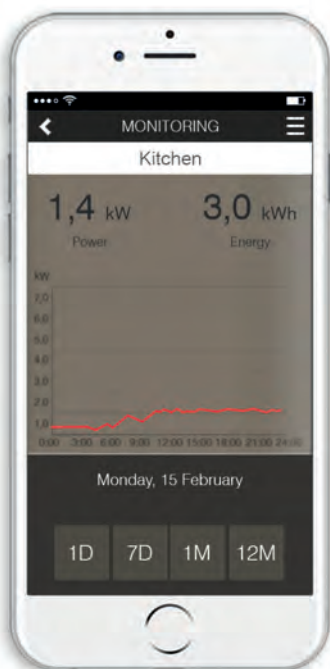 MONITORING
Kitchen
1,4 kW 3,0 kWh
Power Energy
kW
7,0
6,0
5,0
4,0
3,0
2,0
1,0
0:00 3:00 6:00 9:00 12:00 15:00 18:00 21:00 24:00
Monday, 15 February
1D 7D 1M 12M